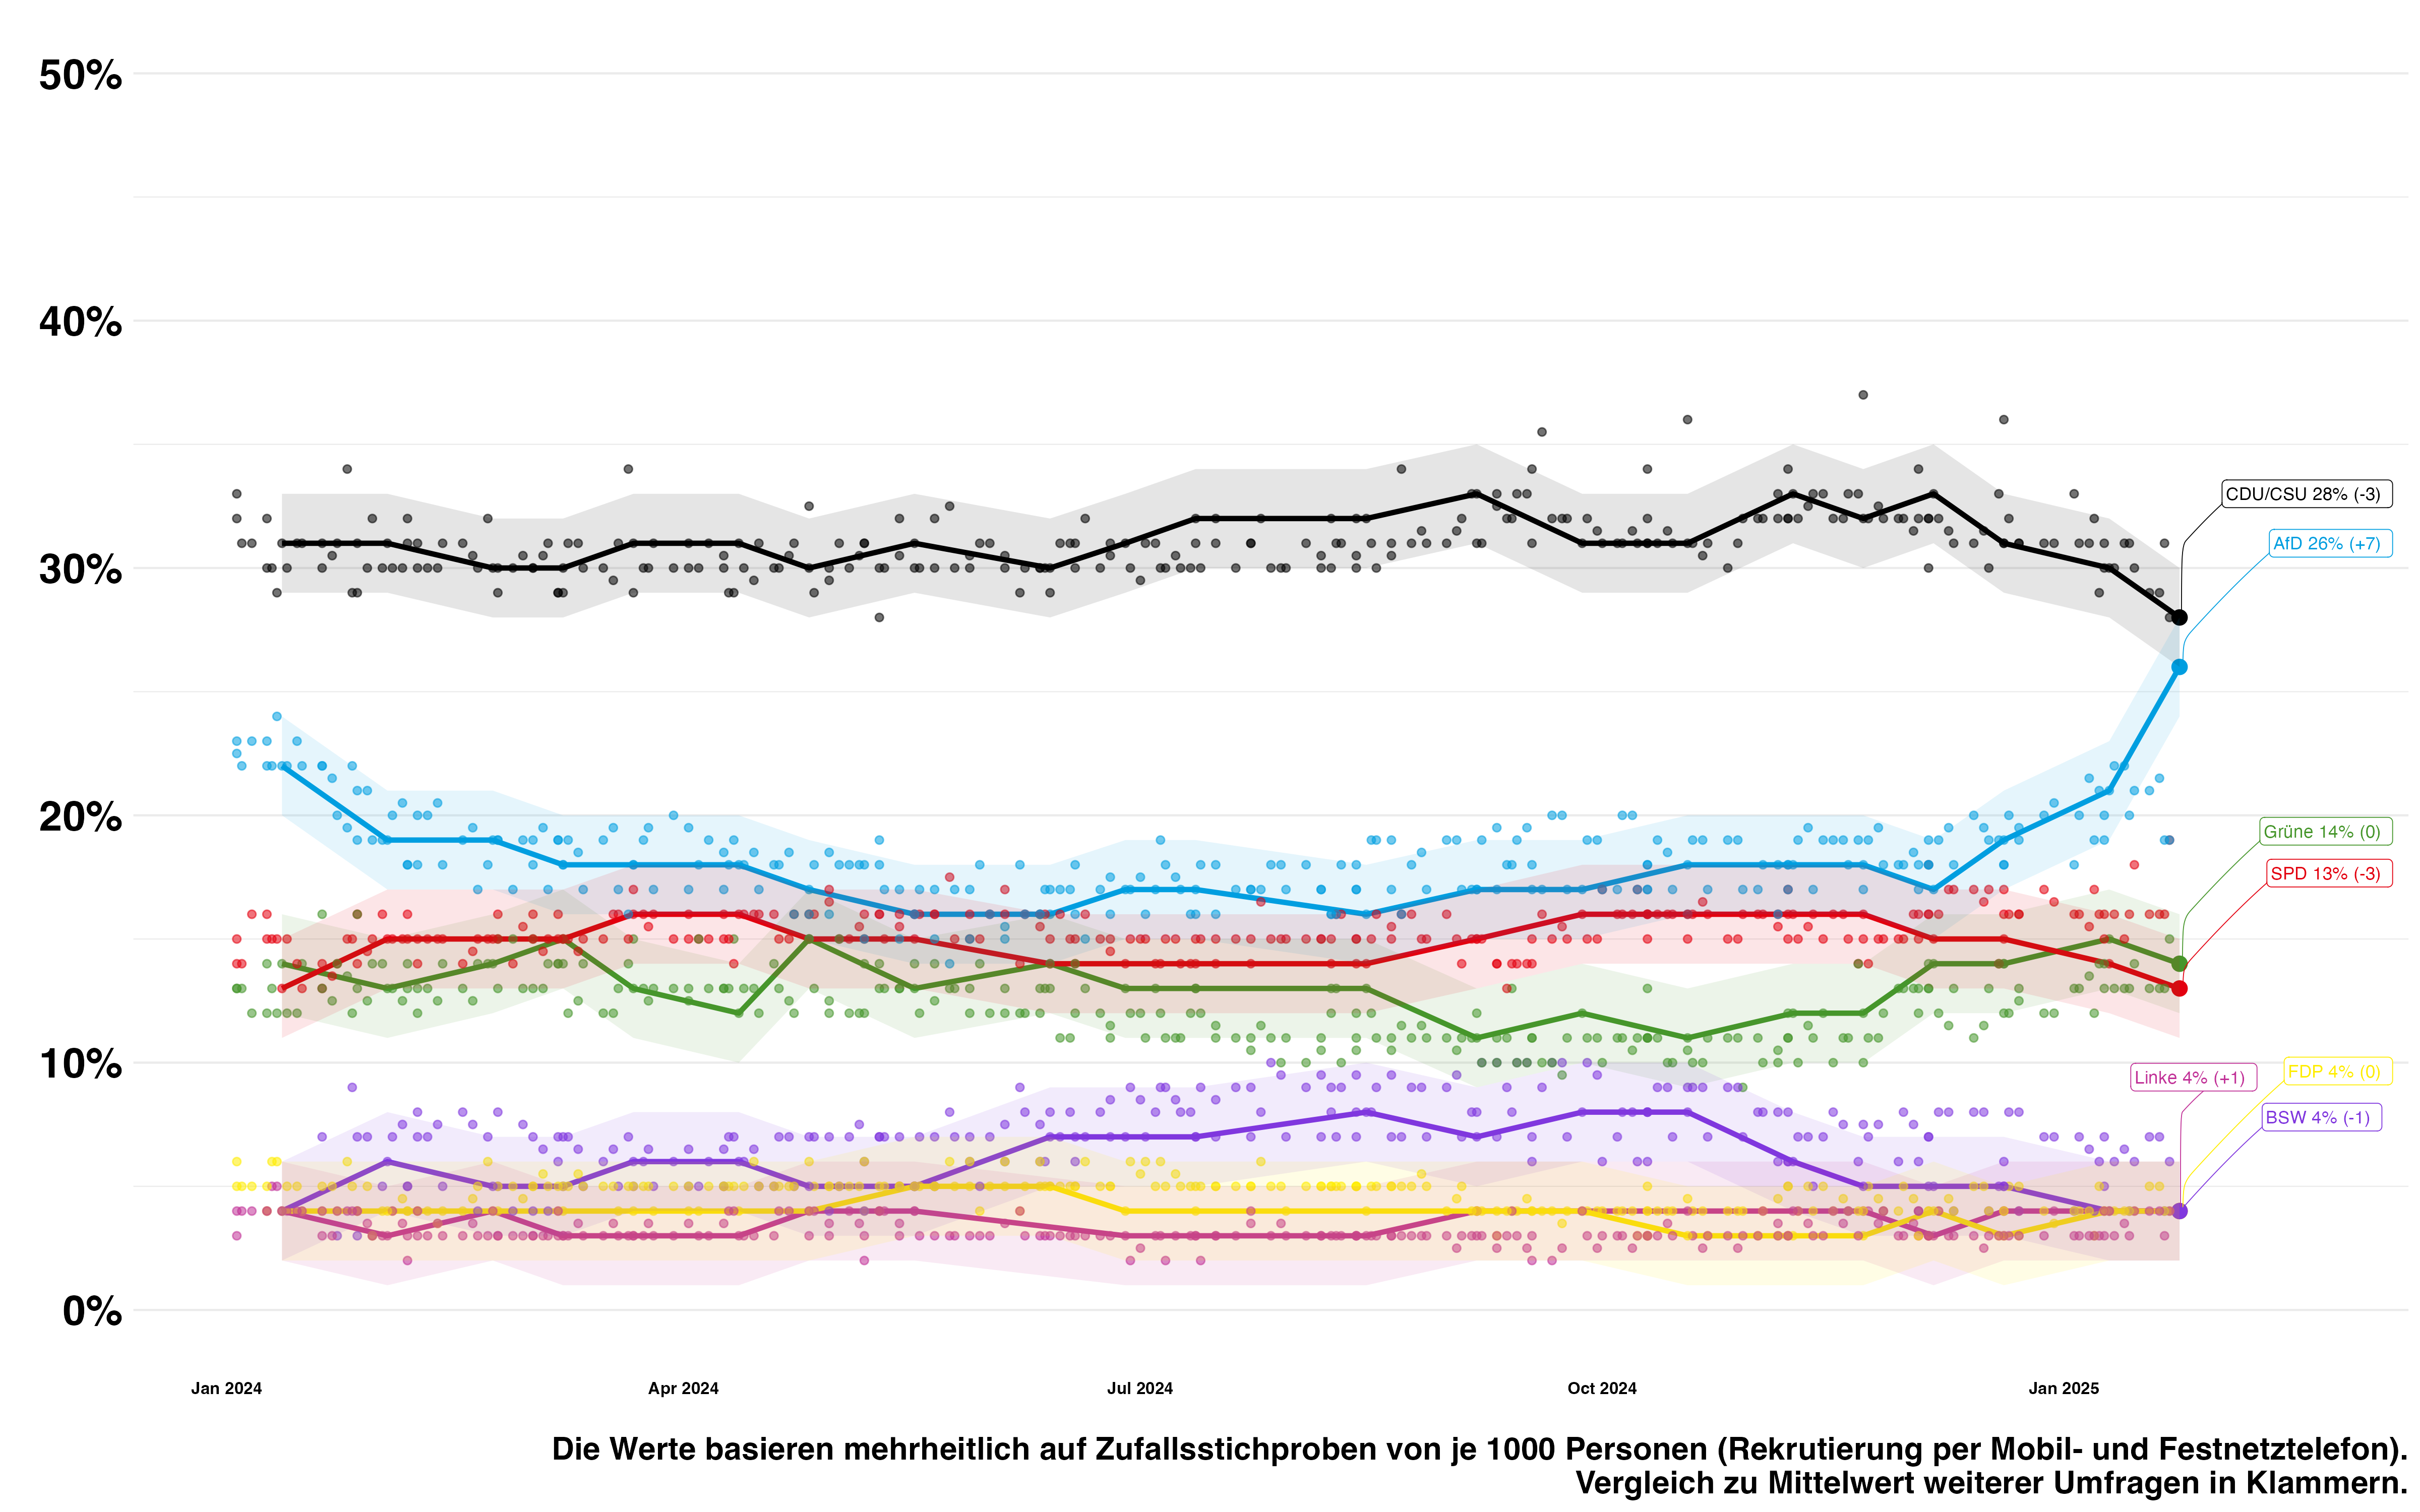 50%
40%
30%
20%
10%
0%
CDU/CSU 28% (-3)
AfD 26% (+7)
Grüne 14% (0)
SPD 13% (-3)
Linke 4% (+1)
FDP 4% (0)
BSW 4% (-1)
Jan 2024
Apr 2024
Jul 2024
Oct 2024
Jan 2025
Die Werte basieren mehrheitlich auf Zufallsstichproben von je 1000 Personen (Rekrutierung per Mobil- und Festnetztelefon).
Vergleich zu Mittelwert weiterer Umfragen in Klammern.